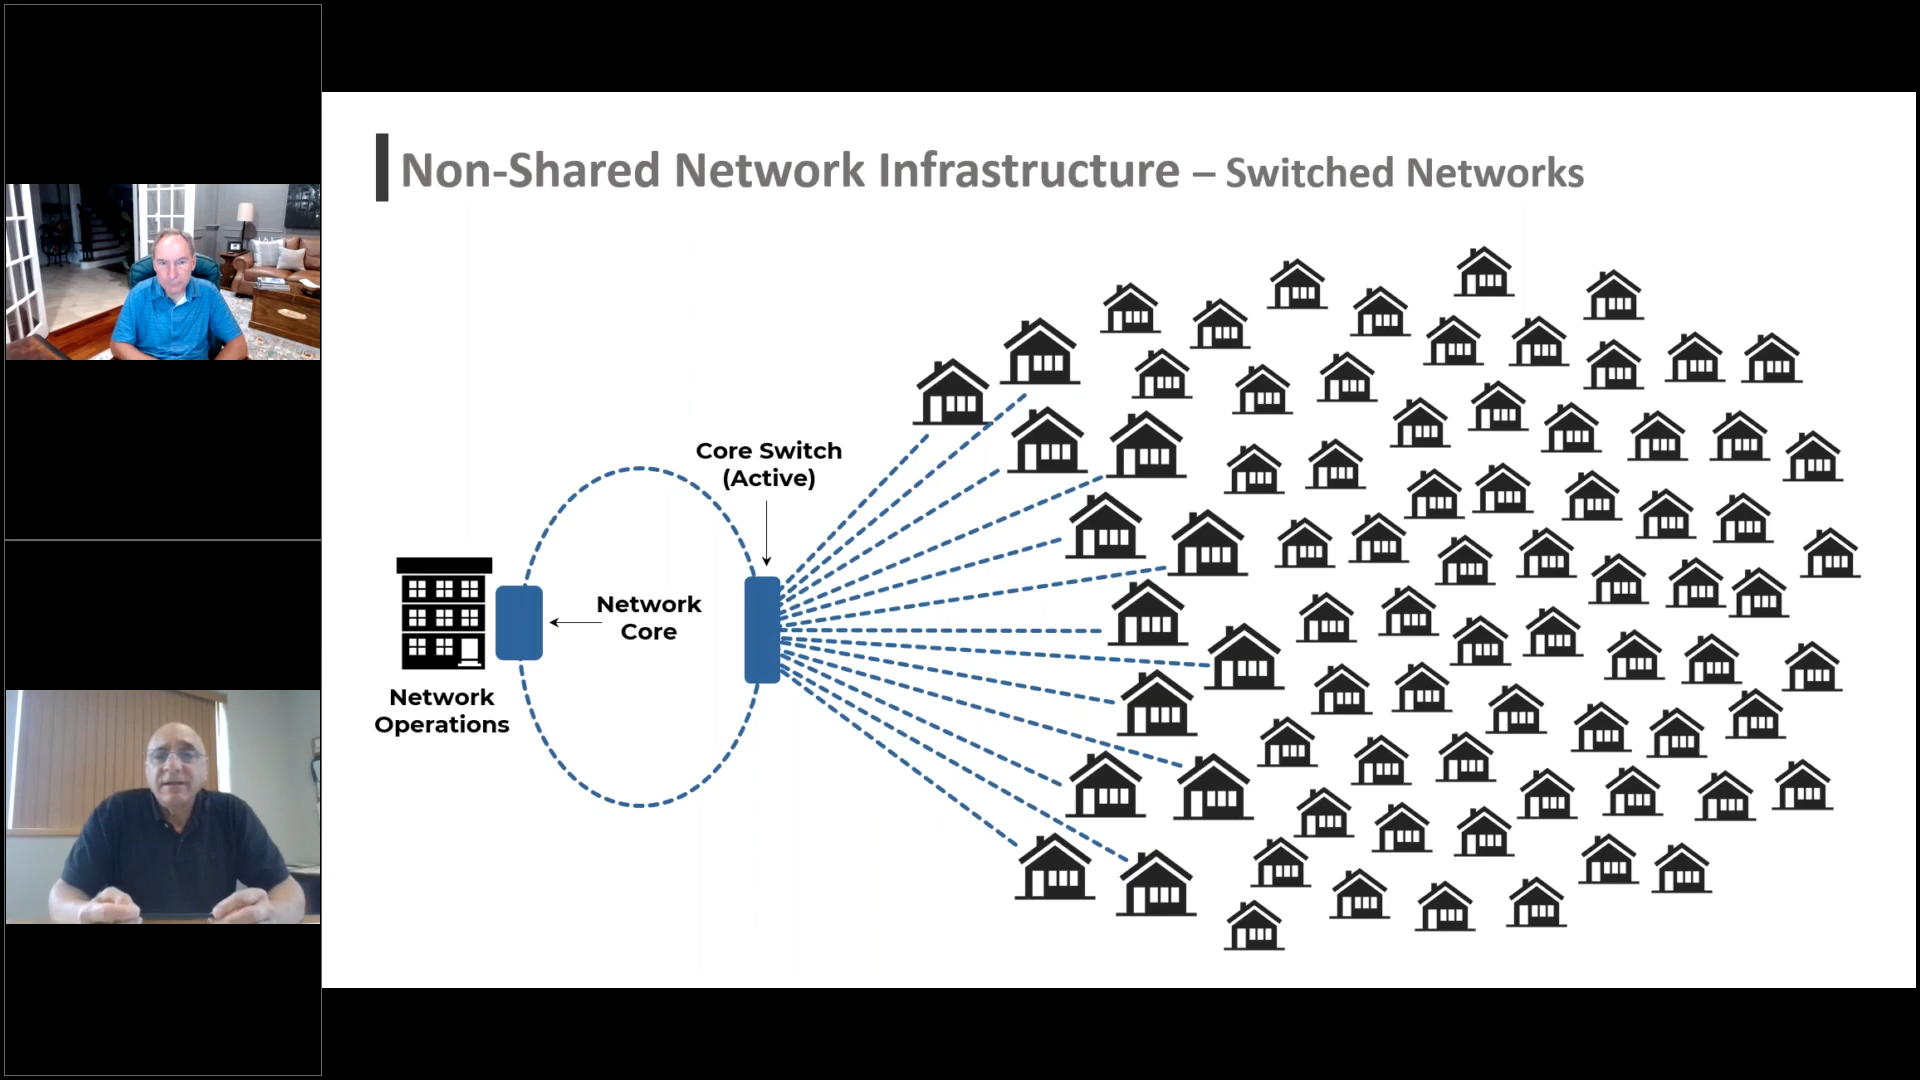 Non-Shared Network Infrastructure – Switched Networks
Core Switch
(Active)
Network
Core
Network
Operations